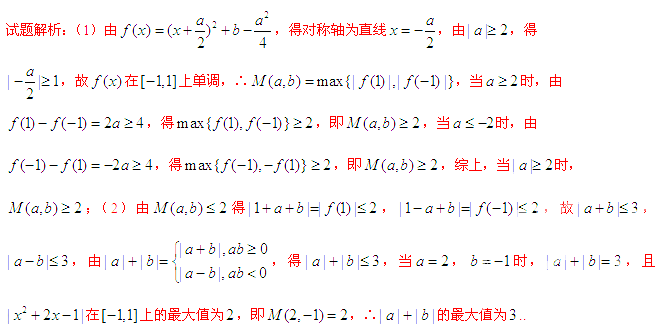 试题解析：（1）由 f(x)=(x+a/2)²+b-a²/4，得对称轴为直线 x=-a/2，由|a|≥2，得
|-a/2|≥1，故 f(x) 在[-1,1]上单调，∴M(a,b)=max{|f(1)|,|f(-1)|}，当 a≥2 时，由
f(1)-f(-1)=2a≥4，得 max{f(1),f(-1)}≥2，即 M(a,b)≥2，当 a≤-2 时，由
f(-1)-f(1)=-2a≥4，得 max{f(-1),-f(1)}≥2，即 M(a,b)≥2，综上，当|a|≥2时，
M(a,b)≥2；（2）由 M(a,b)≤2 得|1+a+b|=|f(1)|≤2，|1-a+b|=|f(-1)|≤2，故|a+b|≤3，
|a-b|≤3，由|a|+|b|={|a+b|,ab≥0 |a-b|,ab<0，得|a|+|b|≤3，当 a=2，b=-1 时，|a|+|b|=3，且
|x²+2x-1|在[-1,1]上的最大值为2，即 M(2,-1)=2，∴|a|+|b|的最大值为3..